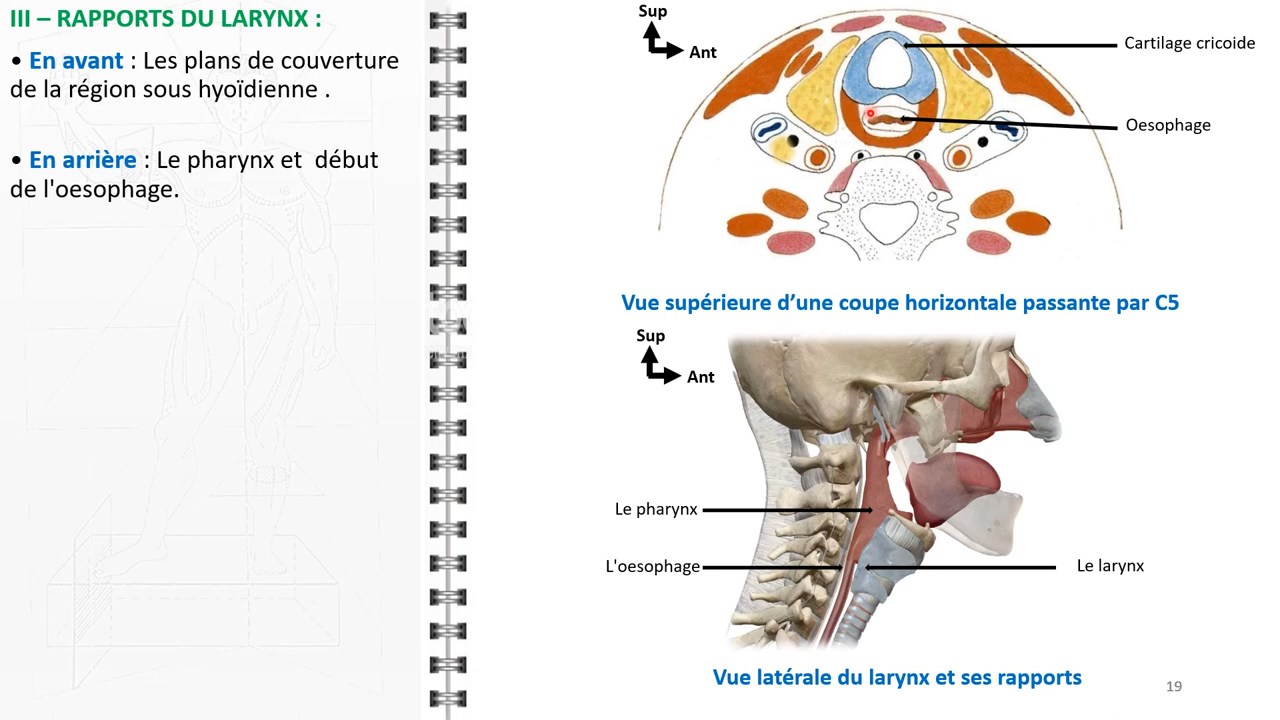 III – RAPPORTS DU LARYNX :
• En avant : Les plans de couverture
de la région sous hyoïdienne .
• En arrière : Le pharynx et  début
de l'oesophage.
Sup
Ant
Cartilage cricoide
Oesophage
Vue supérieure d’une coupe horizontale passante par C5
Sup
Ant
Le pharynx
L'oesophage
Le larynx
Vue latérale du larynx et ses rapports
19